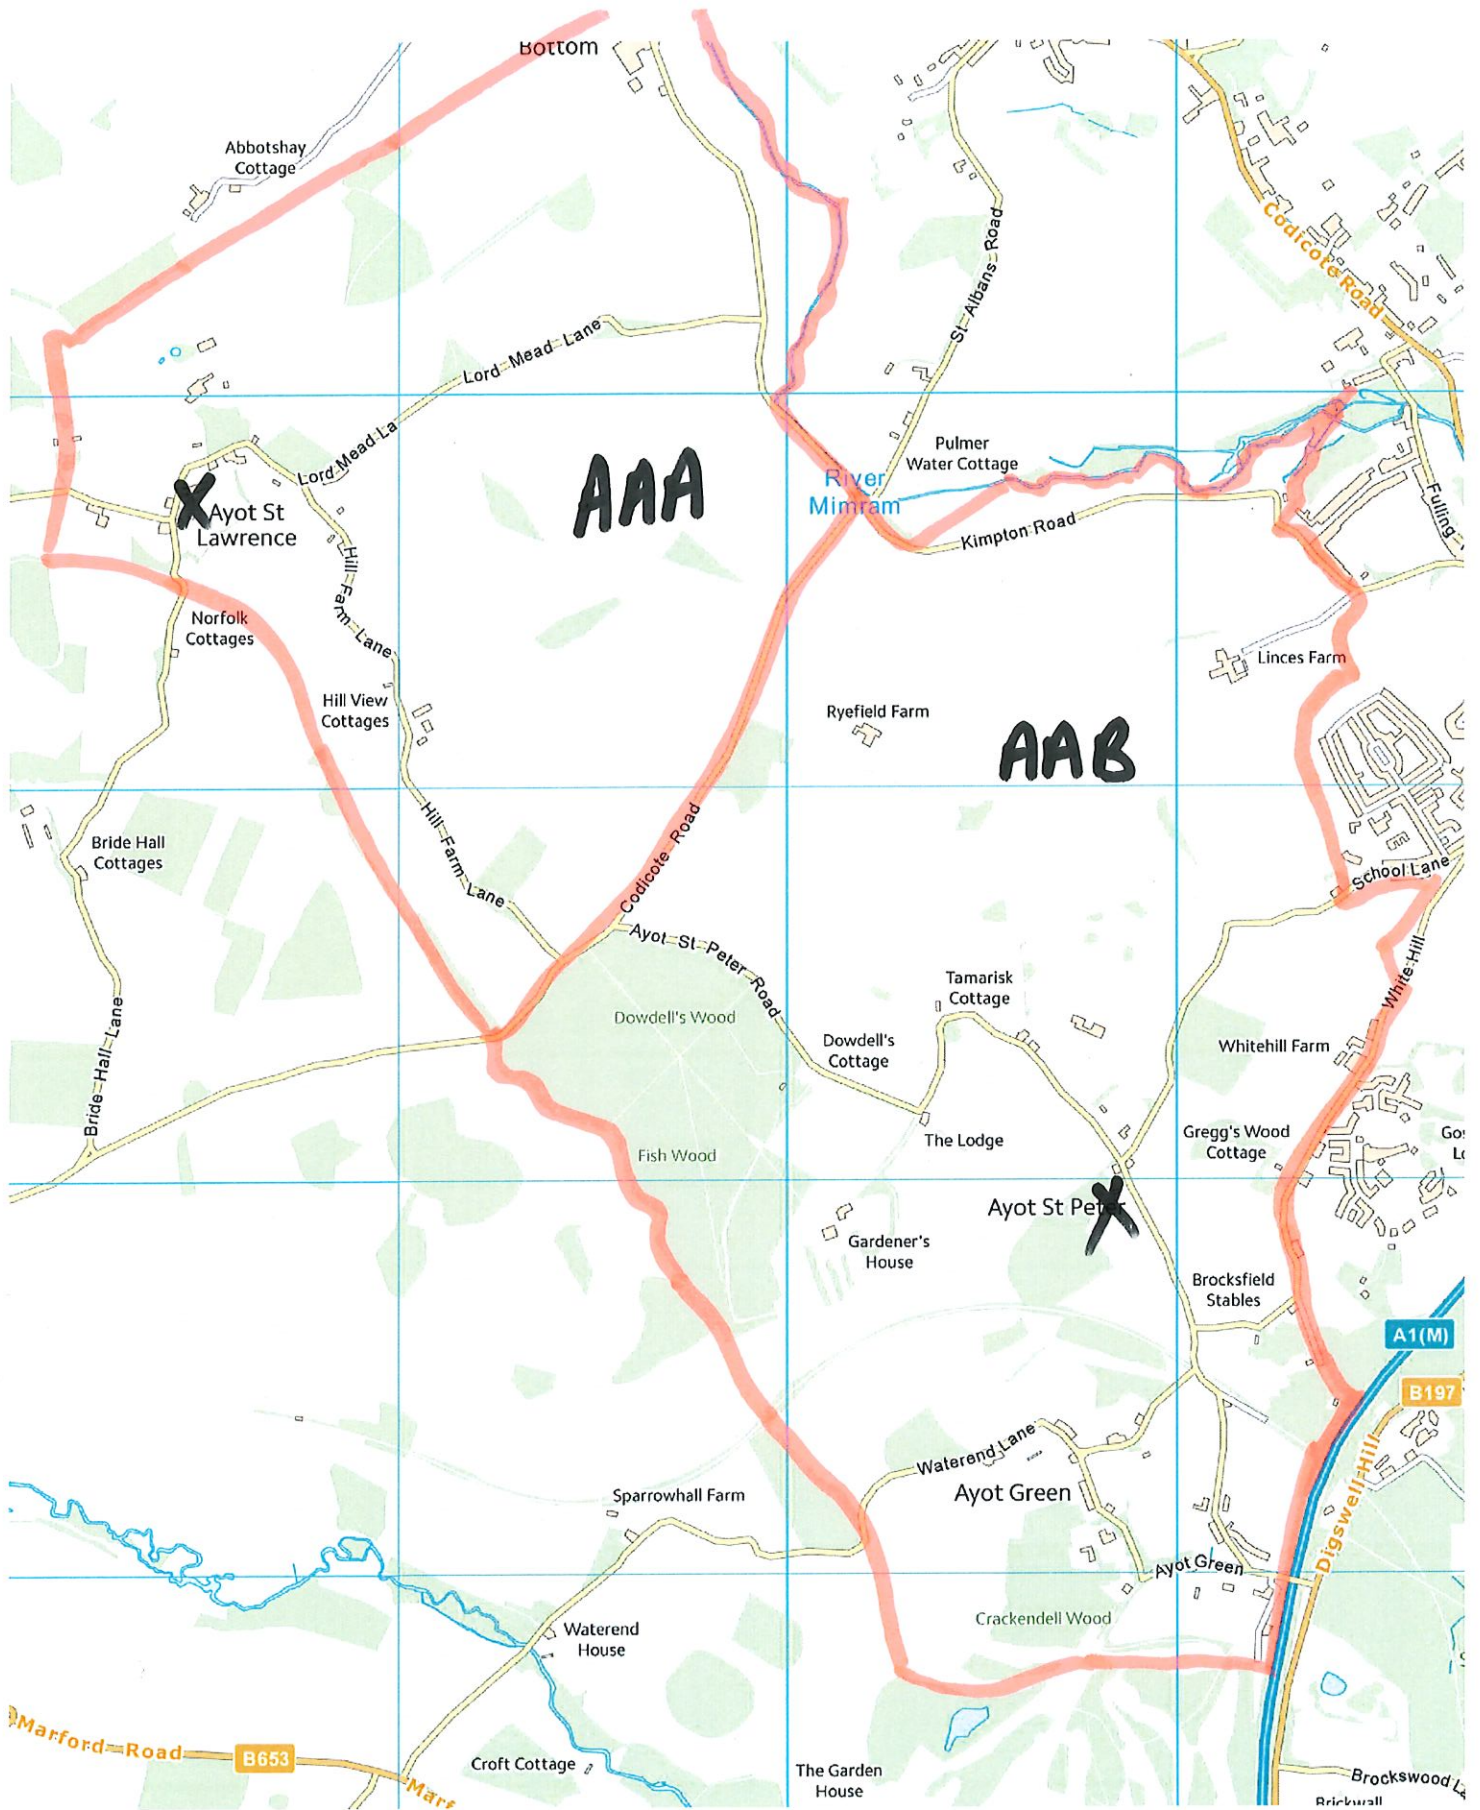 Bottom
Abbotshay
Cottage
Codicote Road
St Albans Road
Lord Mead Lane
Lord Mead La
AAA
Pulmer
Water Cottage
River
Mimram
X
Ayot St
Lawrence
Kimpton Road
Fulling
Hill Farm Lane
Norfolk
Cottages
Linces Farm
Hill View
Cottages
Ryefield Farm
AAB
Bride Hall
Cottages
Hill Farm Lane
Codicote Road
School Lane
Ayot St Peter Road
White Hill
Tamarisk
Cottage
Dowdell's Wood
Dowdell's
Cottage
Whitehill Farm
Bride Hall Lane
The Lodge
Gregg's Wood
Cottage
Fish Wood
Ayot St Peter
X
Gardener's
House
Brocksfield
Stables
A1(M)
B197
Waterend Lane
Ayot Green
Sparrowhall Farm
Digswell Hill
Ayot Green
Crackendell Wood
Waterend
House
Marford Road
B653
Marf
Croft Cottage
The Garden
House
Brockswood L
Brickwall